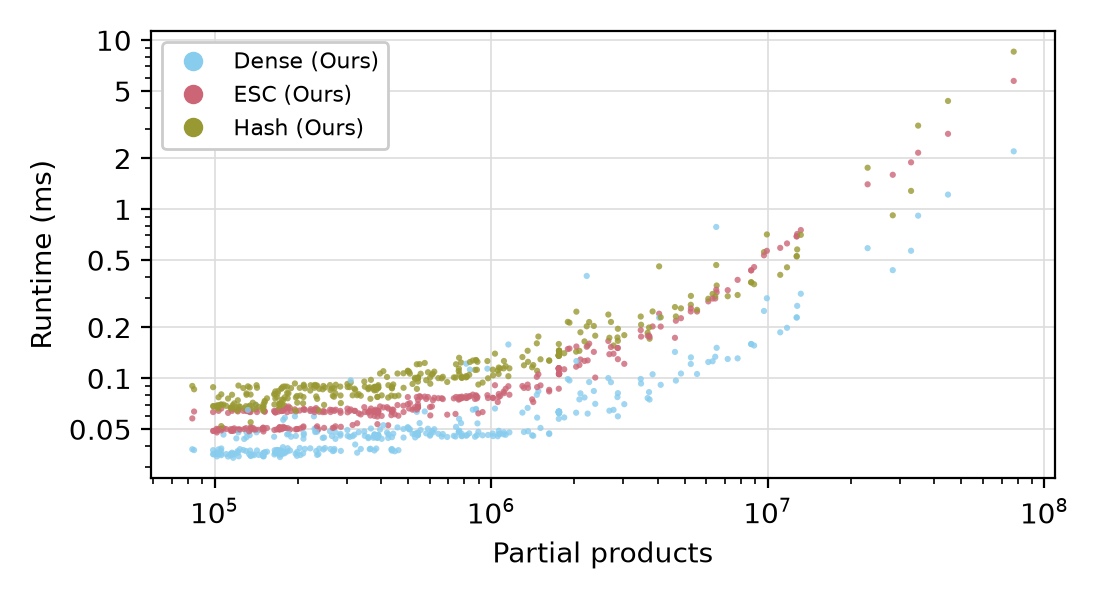 10
5
2
1
0.5
0.2
0.1
0.05
Runtime (ms)
Dense (Ours)
ESC (Ours)
Hash (Ours)
10⁵ 10⁶ 10⁷ 10⁸
Partial products